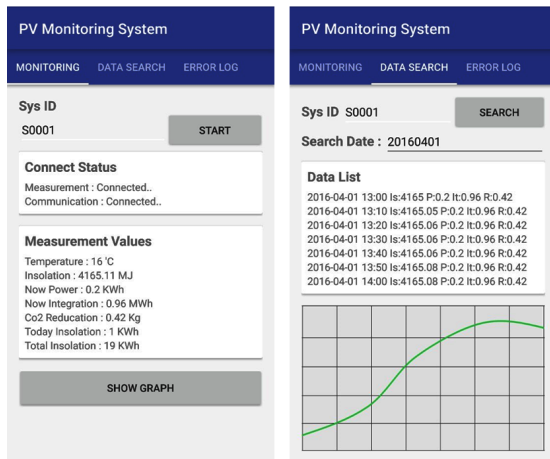 PV Monitoring System
MONITORING DATA SEARCH ERROR LOG
Sys ID
S0001 START
Connect Status
Measurement : Connected..
Communication : Connected..
Measurement Values
Temperature : 16 'C
Insolation : 4165.11 MJ
Now Power : 0.2 KWh
Now Integration : 0.96 MWh
Co2 Reducation : 0.42 Kg
Today Insolation : 1 KWh
Total Insolation : 19 KWh
SHOW GRAPH
PV Monitoring System
MONITORING DATA SEARCH ERROR LOG
Sys ID S0001 SEARCH
Search Date : 20160401
Data List
2016-04-01 13:00 Is:4165 P:0.2 It:0.96 R:0.42
2016-04-01 13:10 Is:4165.05 P:0.2 It:0.96 R:0.42
2016-04-01 13:20 Is:4165.06 P:0.2 It:0.96 R:0.42
2016-04-01 13:30 Is:4165.06 P:0.2 It:0.96 R:0.42
2016-04-01 13:40 Is:4165.06 P:0.2 It:0.96 R:0.42
2016-04-01 13:50 Is:4165.08 P:0.2 It:0.96 R:0.42
2016-04-01 14:00 Is:4165.08 P:0.2 It:0.96 R:0.42